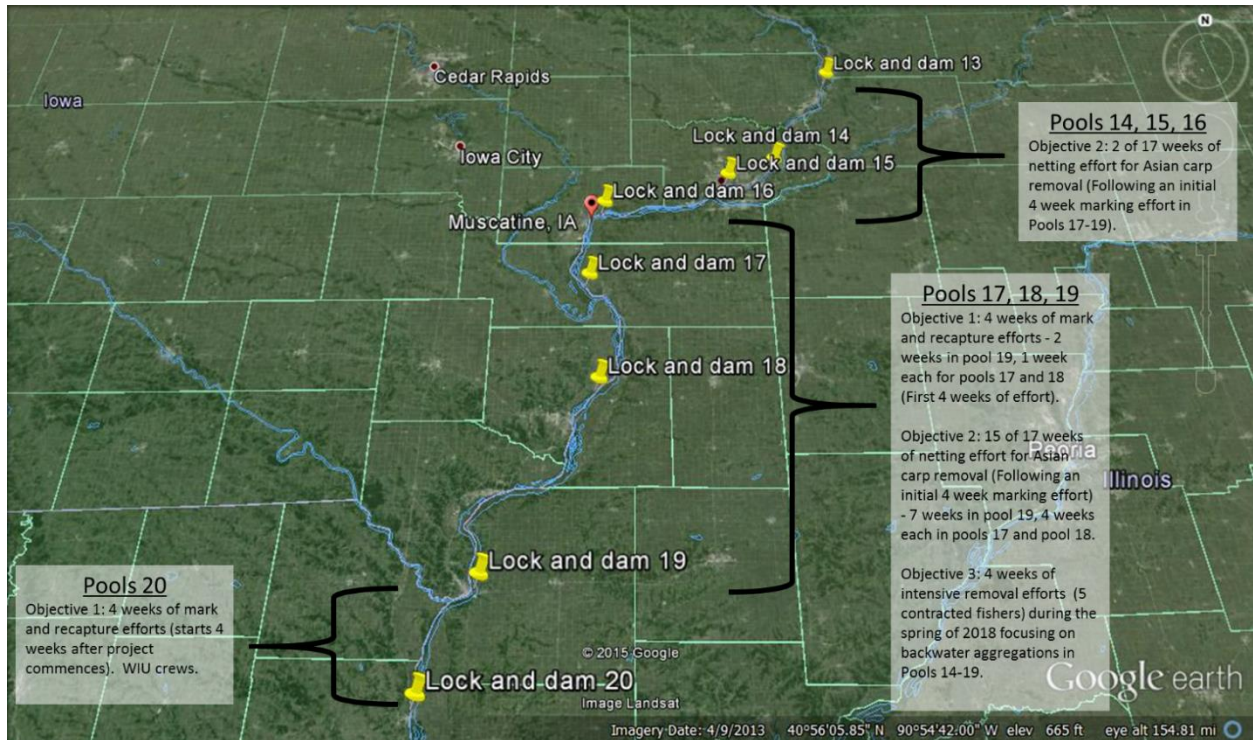 N
Cedar Rapids
Iowa
Iowa City
Lock and dam 13
Lock and dam 14
Lock and dam 15
Lock and dam 16
Muscatine, IA
Lock and dam 17
Lock and dam 18
Lock and dam 19
Lock and dam 20
Peoria
Illinois
Pools 14, 15, 16
Objective 2: 2 of 17 weeks of
netting effort for Asian carp
removal (Following an initial
4 week marking effort in
Pools 17-19).
Pools 17, 18, 19
Objective 1: 4 weeks of mark
and recapture efforts - 2
weeks in pool 19, 1 week
each for pools 17 and 18
(First 4 weeks of effort).
Objective 2: 15 of 17 weeks
of netting effort for Asian
carp removal (Following an
initial 4 week marking effort)
- 7 weeks in pool 19, 4 weeks
each in pools 17 and pool 18.
Objective 3: 4 weeks of
intensive removal efforts (5
contracted fishers) during the
spring of 2018 focusing on
backwater aggregations in
Pools 14-19.
Pools 20
Objective 1: 4 weeks of mark
and recapture efforts (starts 4
weeks after project
commences). WIU crews.
© 2015 Google
Image Landsat
Google earth
Imagery Date: 4/9/2013 40°56'05.85" N 90°54'42.00" W elev 665 ft eye alt 154.81 mi